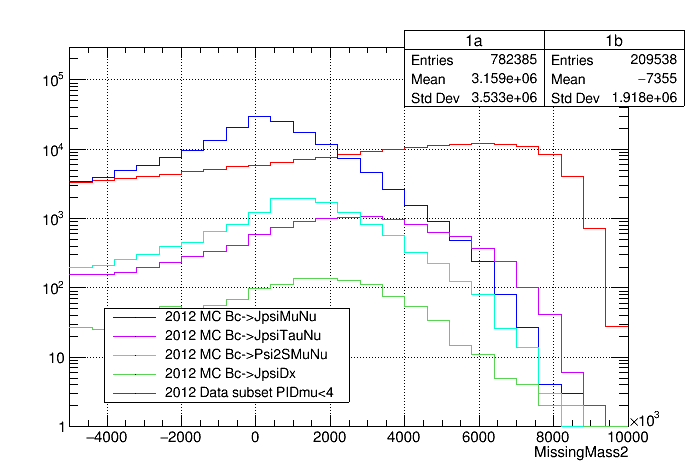 1a 1b
Entries 782385 Entries 209538
Mean 3.159e+06 Mean −7355
Std Dev 3.533e+06 Std Dev 1.918e+06
10^5
10^4
10^3
10^2
10
1
2012 MC Bc->JpsiMuNu
2012 MC Bc->JpsiTauNu
2012 MC Bc->Psi2SMuNu
2012 MC Bc->JpsiDx
2012 Data subset PIDmu<4
−4000 −2000 0 2000 4000 6000 8000 10000
×10^3
MissingMass2